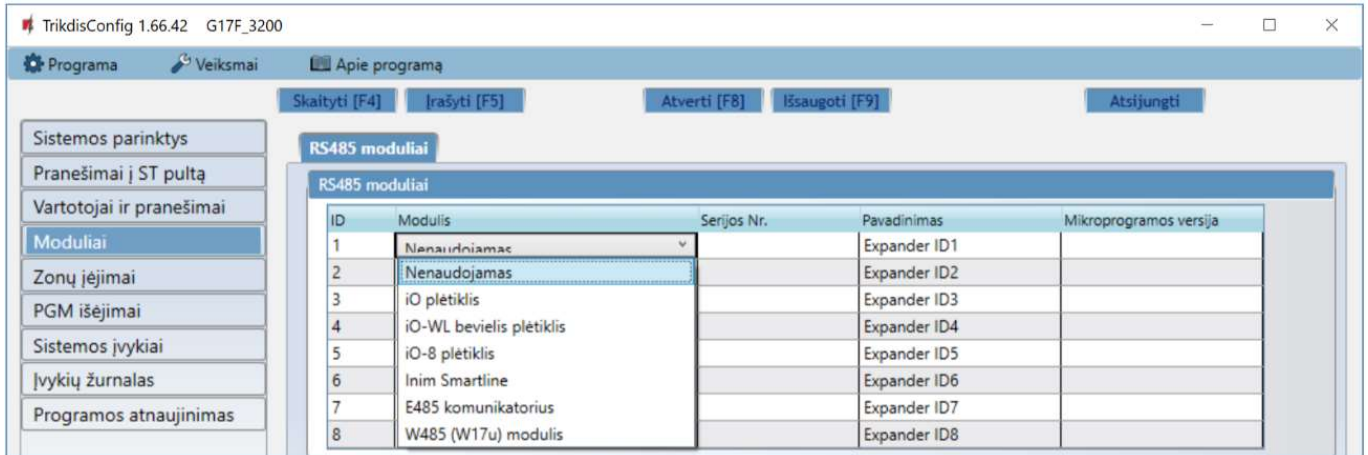 TrikdisConfig 1.66.42 G17F_3200
Programa Veiksmai Apie programą
Skaityti [F4] Įrašyti [F5] Atverti [F8] Išsaugoti [F9] Atsijungti
Sistemos parinktys
Pranešimai į ST pultą
Vartotojai ir pranešimai
Moduliai
Zonų įėjimai
PGM išėjimai
Sistemos įvykiai
Įvykių žurnalas
Programos atnaujinimas
RS485 moduliai
RS485 moduliai
ID Modulis Serijos Nr. Pavadinimas Mikroprogramos versija
1 Nenaudojamas Expander ID1
2 Nenaudojamas Expander ID2
3 iO plėtiklis Expander ID3
4 iO-WL bevielis plėtiklis Expander ID4
5 iO-8 plėtiklis Expander ID5
6 Inim Smartline Expander ID6
7 E485 komunikatorius Expander ID7
8 W485 (W17u) modulis Expander ID8